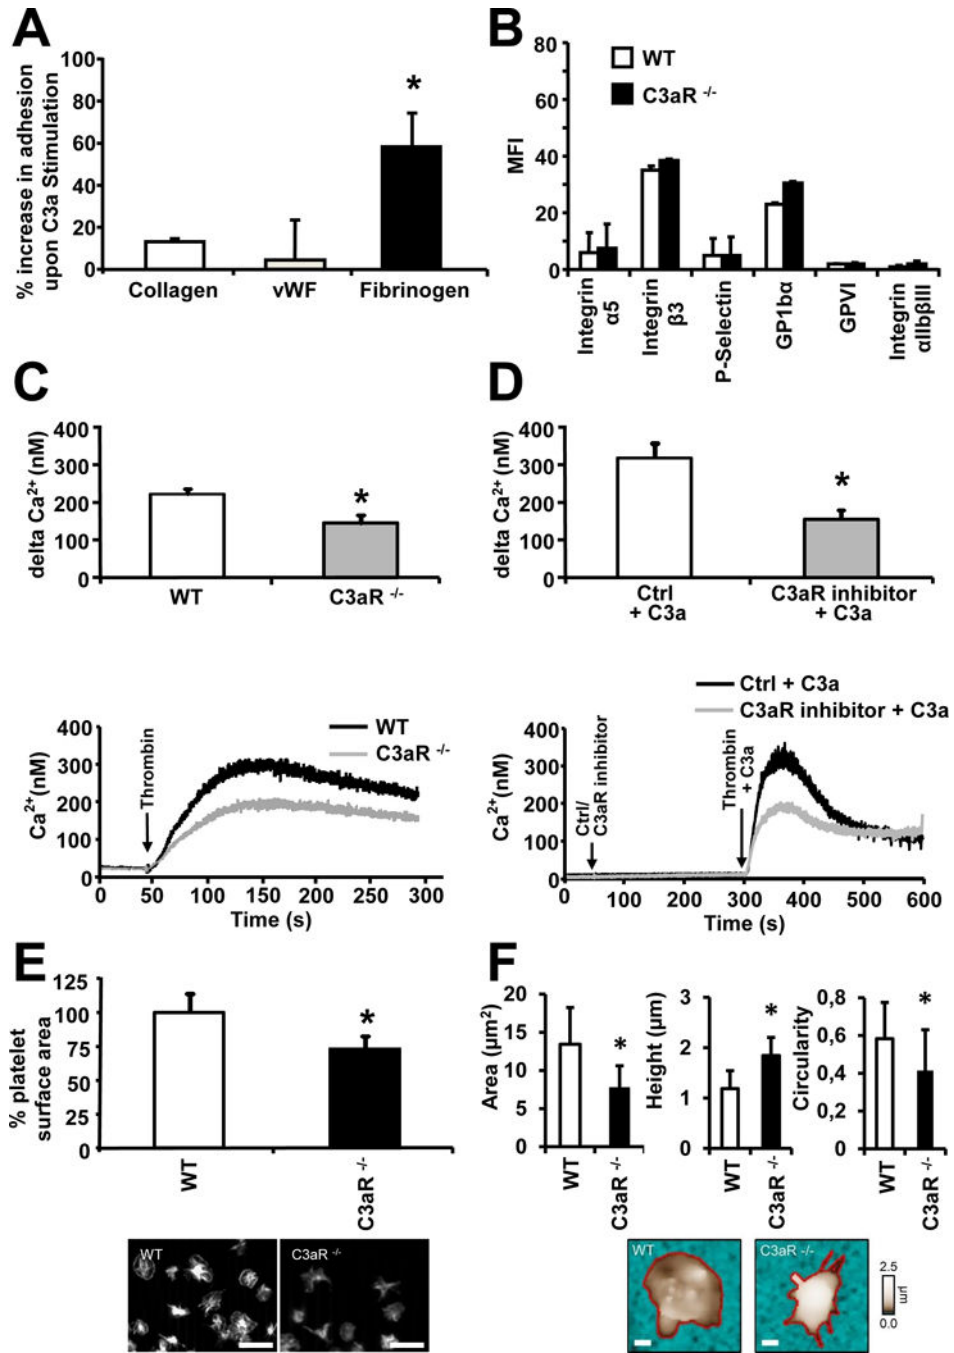 A
% increase in adhesion
upon C3a Stimulation
100
80
60
40
20
0
*
Collagen
vWF
Fibrinogen
B
MFI
80
60
40
20
0
WT
C3aR -/-
Integrin
α5
Integrin
β3
P-Selectin
GP1bα
GPVI
Integrin
αIIbβIII
C
delta Ca²⁺ (nM)
400
300
200
100
0
*
WT
C3aR -/-
Ca²⁺(nM)
400
300
200
100
0
Thrombin
WT
C3aR -/-
0 50 100 150 200 250 300
Time (s)
D
delta Ca²⁺ (nM)
400
300
200
100
0
*
Ctrl
+ C3a
C3aR inhibitor
+ C3a
Ctrl + C3a
C3aR inhibitor + C3a
Ca²⁺(nM)
400
300
200
100
0
Ctrl/
C3aR inhibitor
Thrombin
+ C3a
0 100 200 300 400 500 600
Time (s)
E
% platelet
surface area
125
100
75
50
25
0
*
WT
C3aR -/-
WT
C3aR -/-
F
Area (µm²)
20
15
10
5
0
*
WT
C3aR -/-
Height (µm)
3
2
1
0
*
WT
C3aR -/-
Circularity
0,8
0,6
0,4
0,2
0
*
WT
C3aR -/-
WT
C3aR -/-
2.5
µm
0.0